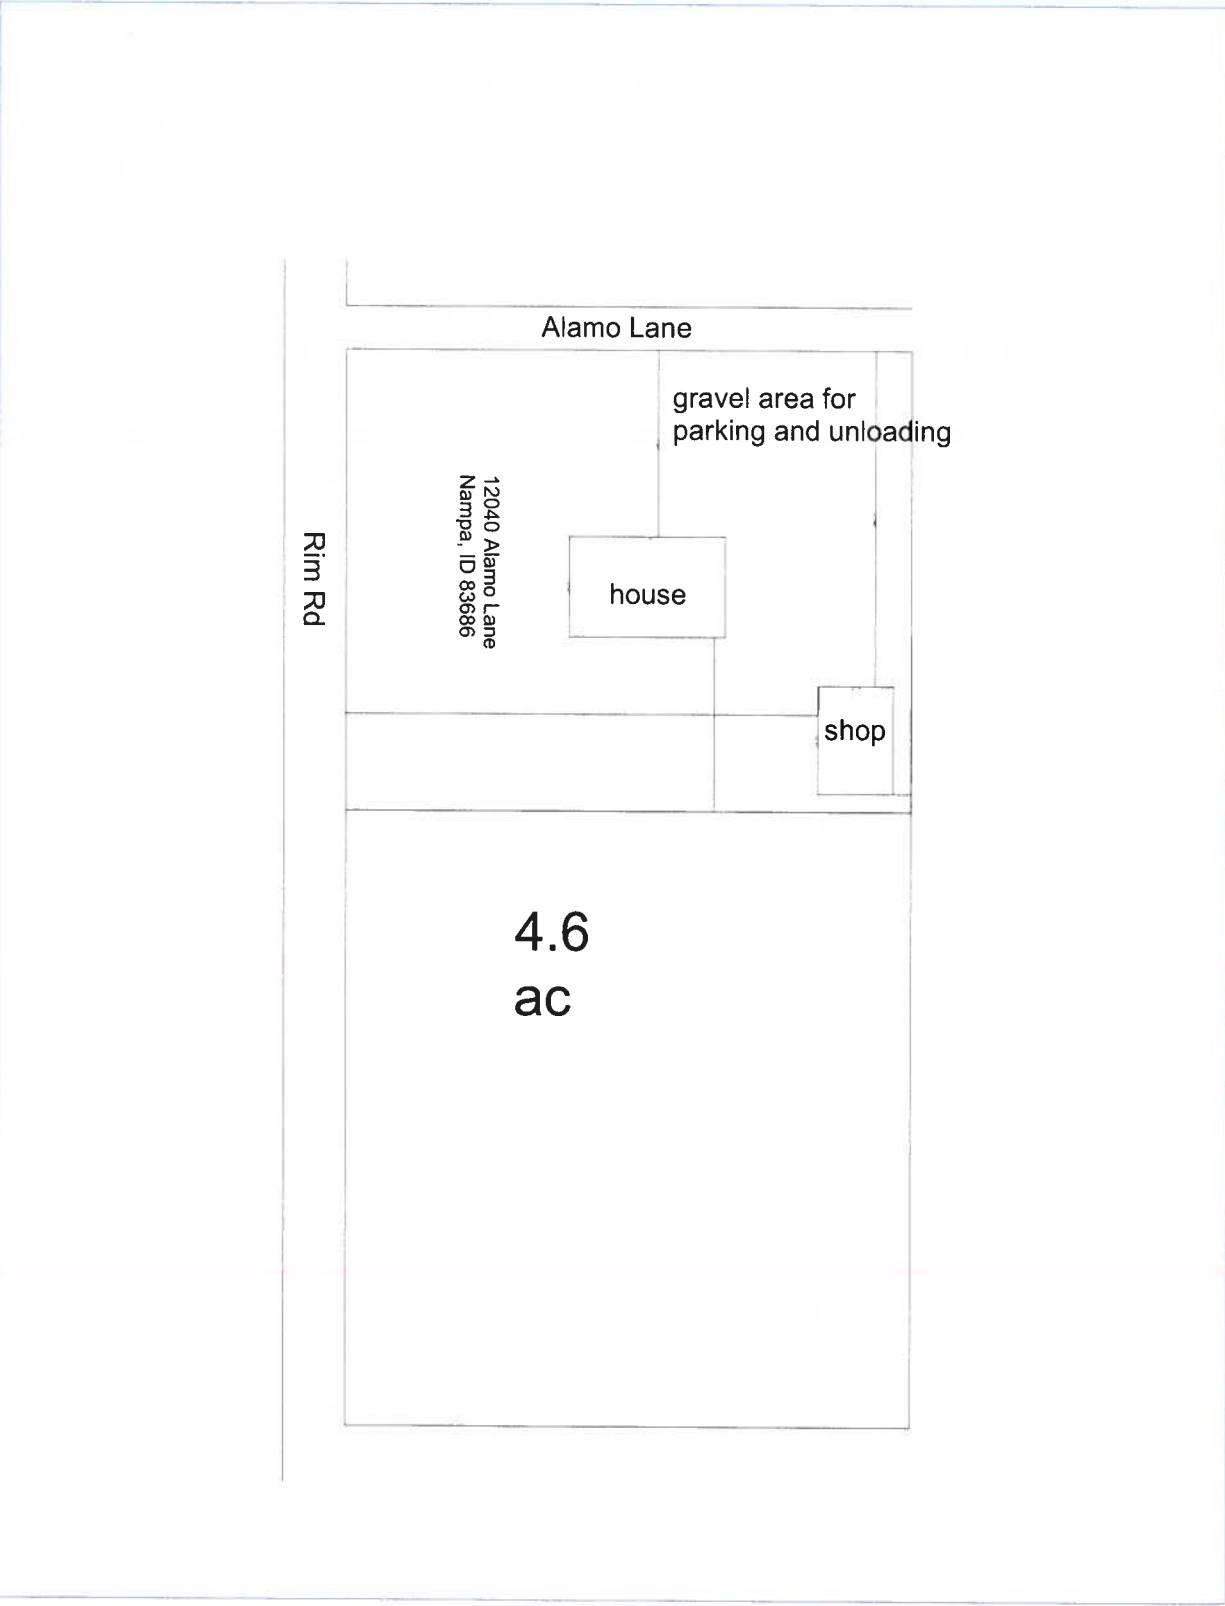 Alamo Lane
gravel area for
parking and unloading
12040 Alamo Lane
Nampa, ID 83686
Rim Rd
house
shop
4.6
ac